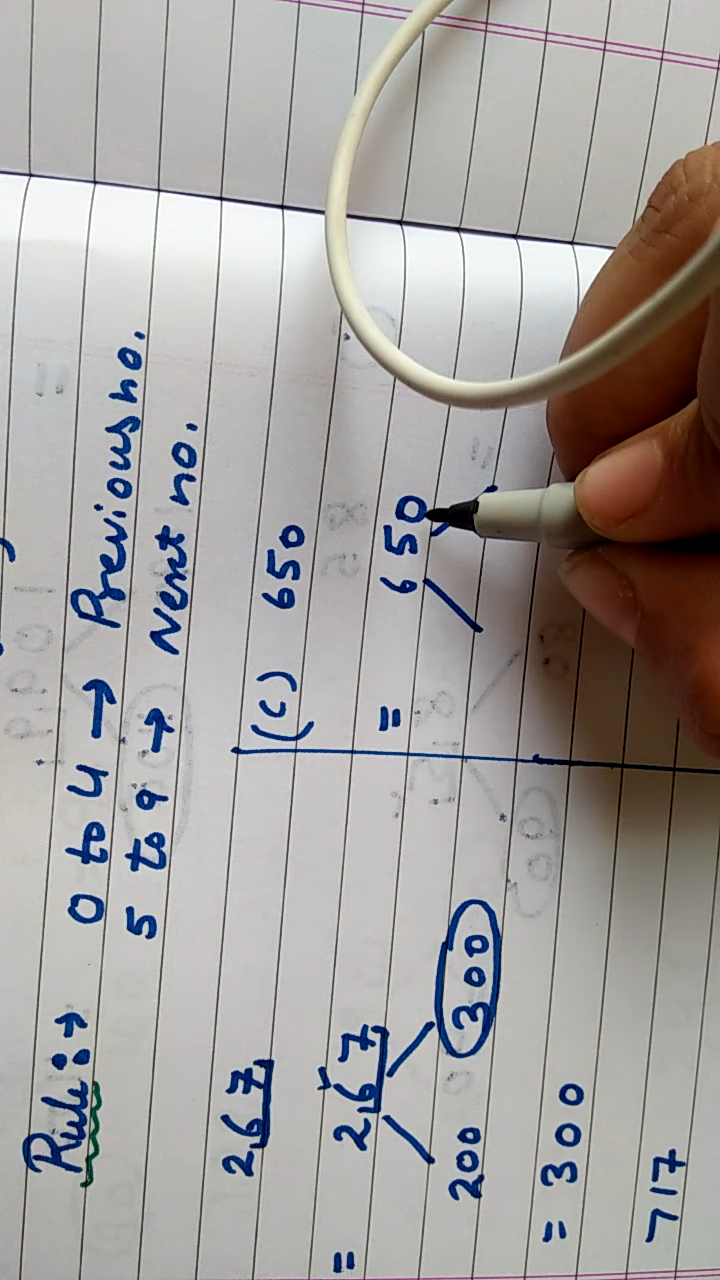 Rule:→ 0 to 4 → Previous no.
5 to 9 → Next no.
267
= 267
200 300
= 300
717
(c) 650
= 650